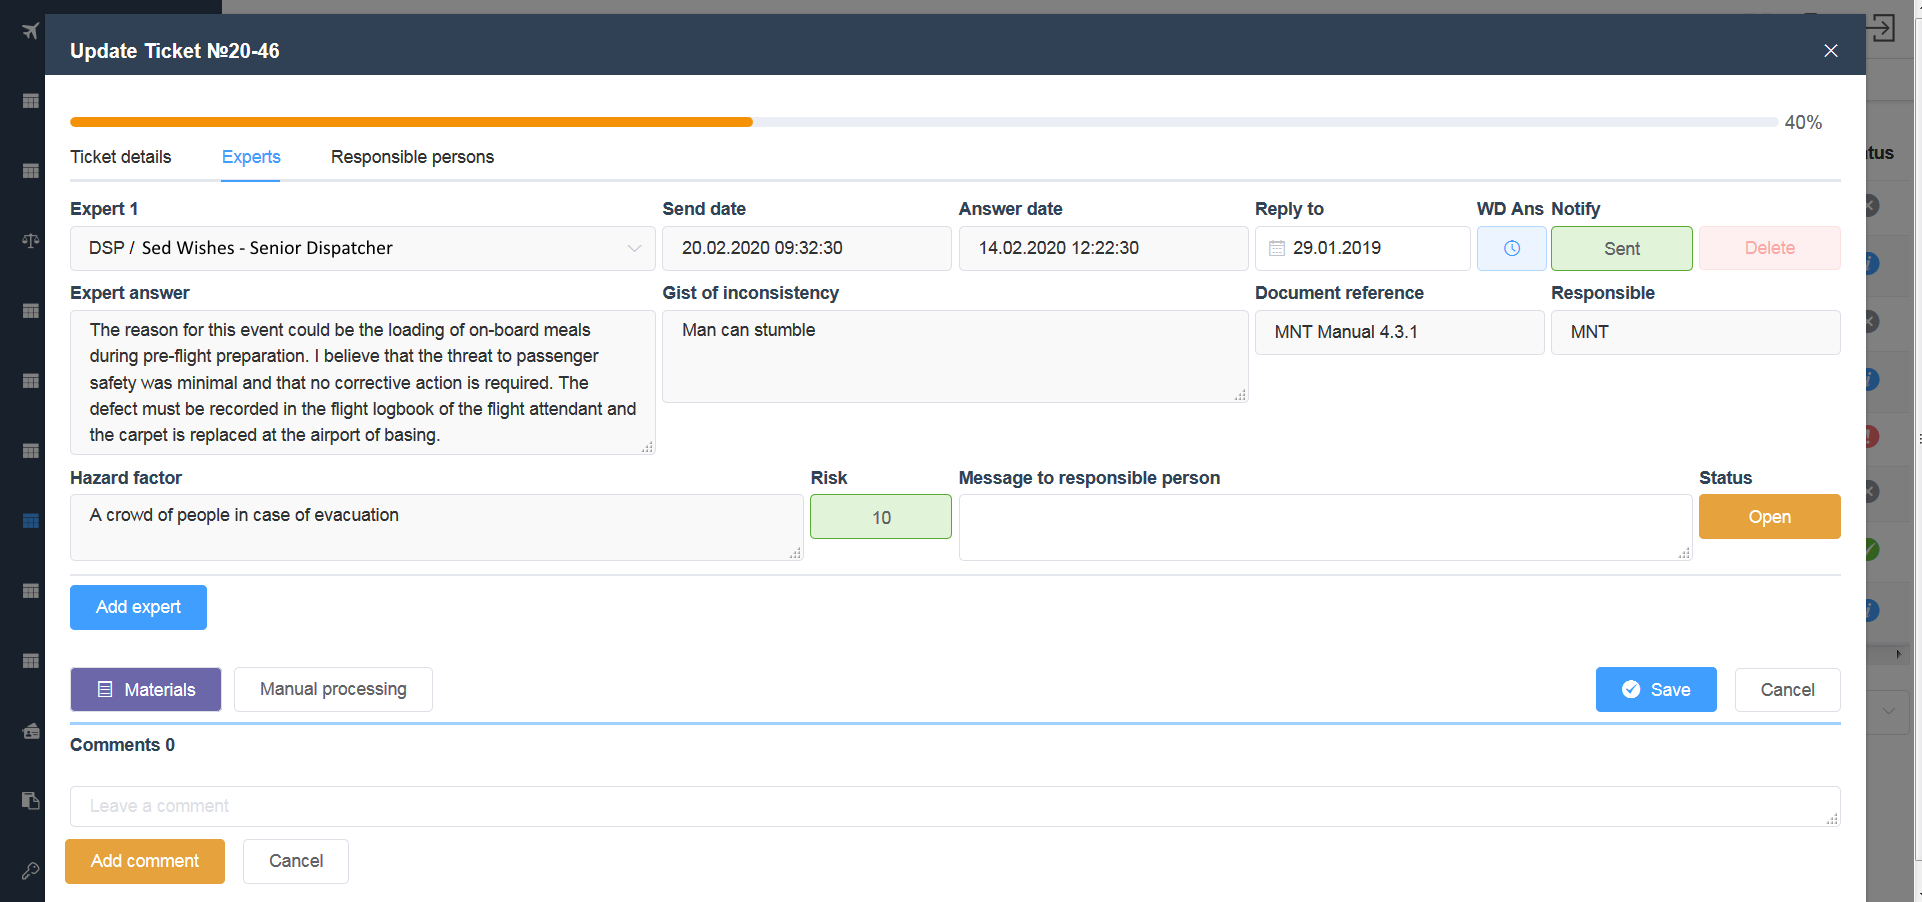 Update Ticket №20-46
40%
tus
Ticket details Experts Responsible persons
Expert 1 Send date Answer date Reply to WD Ans Notify
DSP / Sed Wishes - Senior Dispatcher 20.02.2020 09:32:30 14.02.2020 12:22:30 29.01.2019 Sent Delete
Expert answer Gist of inconsistency Document reference Responsible
The reason for this event could be the loading of on-board meals
during pre-flight preparation. I believe that the threat to passenger
safety was minimal and that no corrective action is required. The
defect must be recorded in the flight logbook of the flight attendant and
the carpet is replaced at the airport of basing.
Man can stumble
MNT Manual 4.3.1
MNT
Hazard factor Risk Message to responsible person Status
A crowd of people in case of evacuation 10 Open
Add expert
Materials Manual processing Save Cancel
Comments 0
Leave a comment
Add comment Cancel